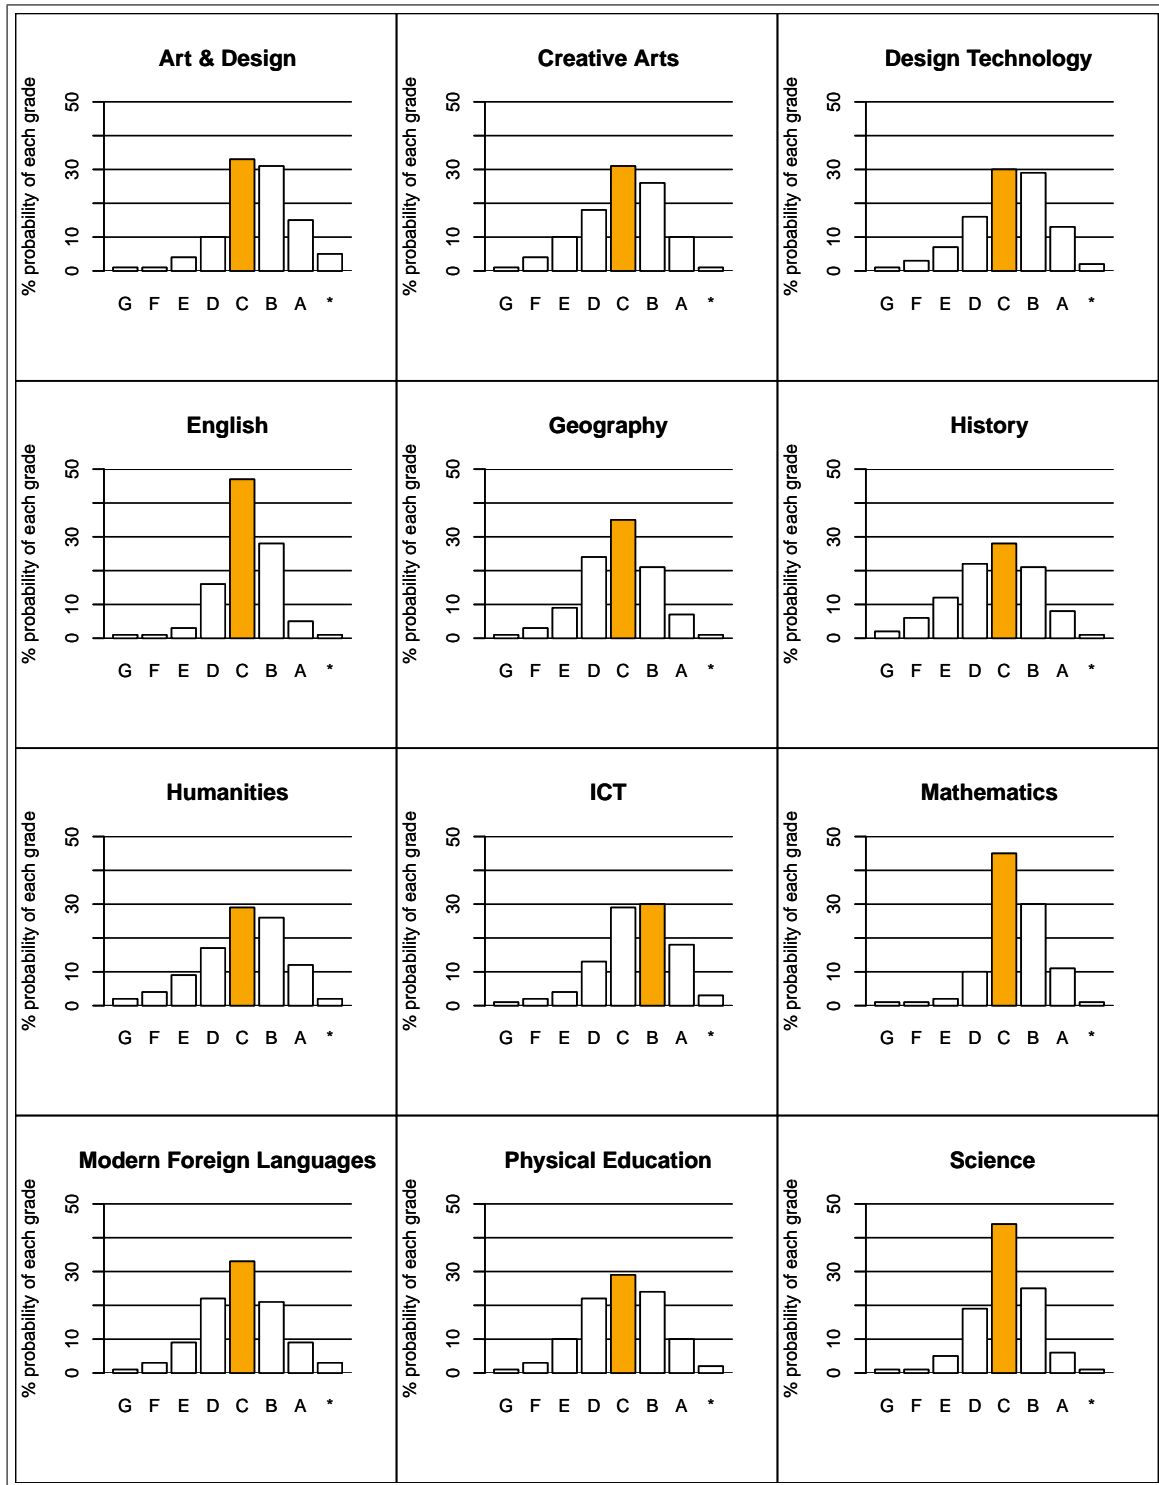 Art & Design
% probability of each grade
50
30
10
0
G F E D C B A *
Creative Arts
% probability of each grade
50
30
10
0
G F E D C B A *
Design Technology
% probability of each grade
50
30
10
0
G F E D C B A *
English
% probability of each grade
50
30
10
0
G F E D C B A *
Geography
% probability of each grade
50
30
10
0
G F E D C B A *
History
% probability of each grade
50
30
10
0
G F E D C B A *
Humanities
% probability of each grade
50
30
10
0
G F E D C B A *
ICT
% probability of each grade
50
30
10
0
G F E D C B A *
Mathematics
% probability of each grade
50
30
10
0
G F E D C B A *
Modern Foreign Languages
% probability of each grade
50
30
10
0
G F E D C B A *
Physical Education
% probability of each grade
50
30
10
0
G F E D C B A *
Science
% probability of each grade
50
30
10
0
G F E D C B A *